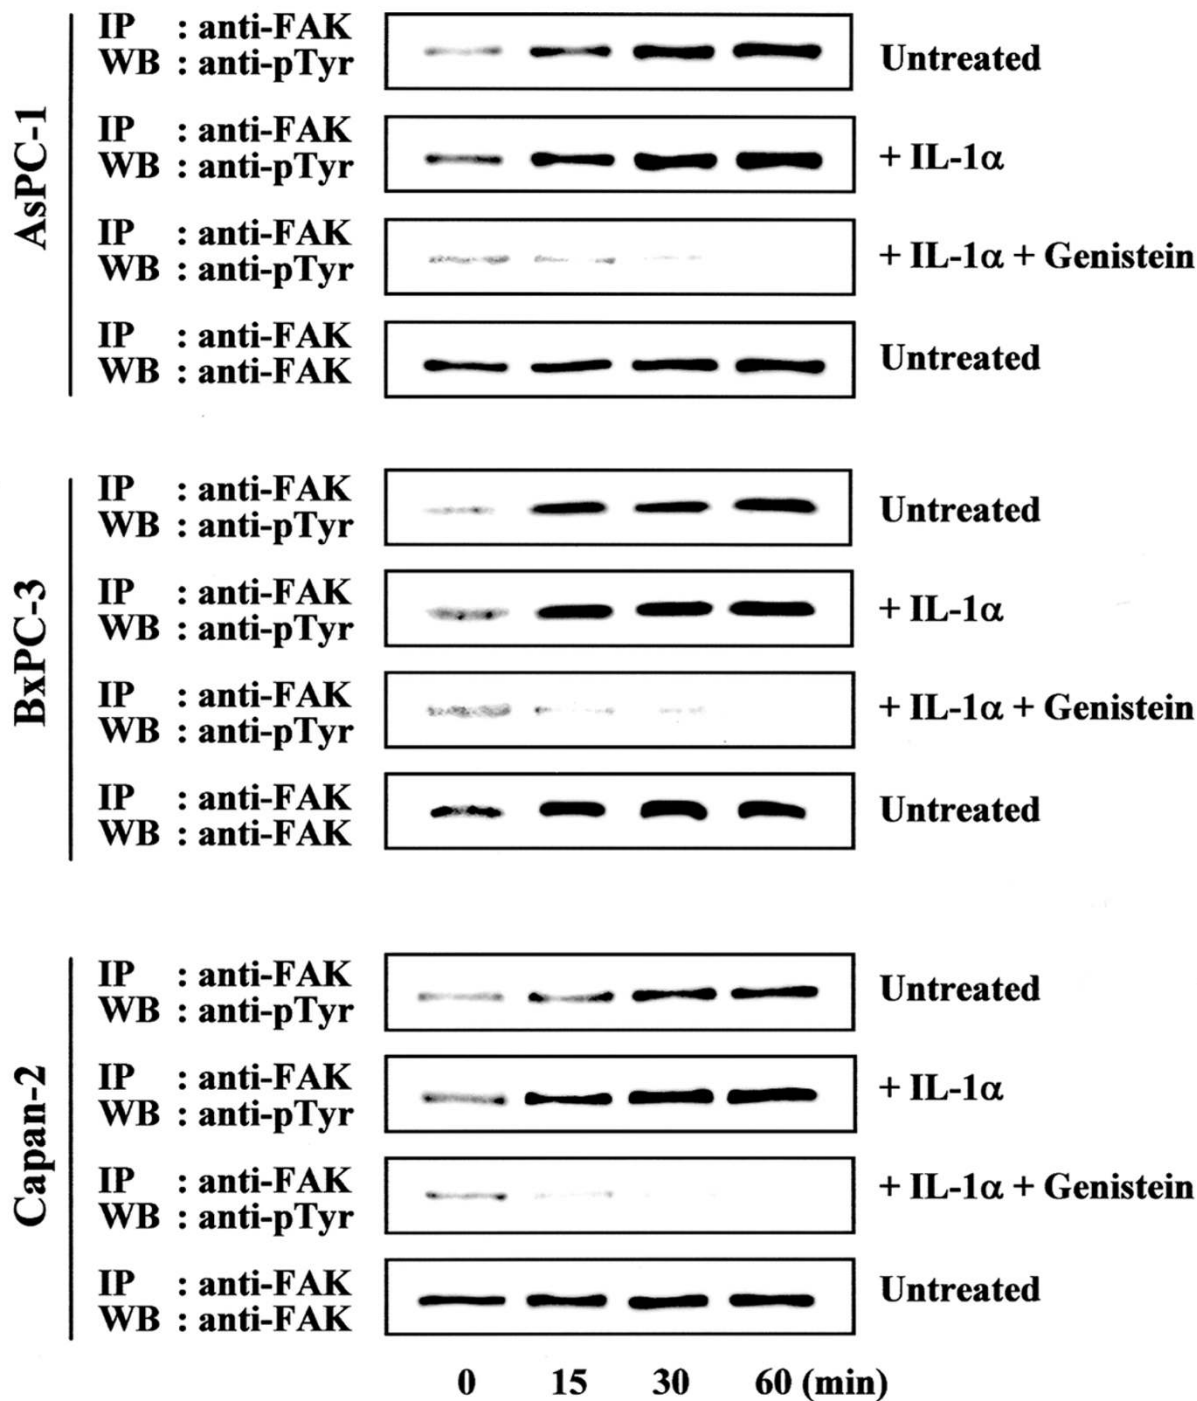 AsPC-1
IP : anti-FAK
WB : anti-pTyr
Untreated
IP : anti-FAK
WB : anti-pTyr
+ IL-1α
IP : anti-FAK
WB : anti-pTyr
+ IL-1α + Genistein
IP : anti-FAK
WB : anti-FAK
Untreated
BxPC-3
IP : anti-FAK
WB : anti-pTyr
Untreated
IP : anti-FAK
WB : anti-pTyr
+ IL-1α
IP : anti-FAK
WB : anti-pTyr
+ IL-1α + Genistein
IP : anti-FAK
WB : anti-FAK
Untreated
Capan-2
IP : anti-FAK
WB : anti-pTyr
Untreated
IP : anti-FAK
WB : anti-pTyr
+ IL-1α
IP : anti-FAK
WB : anti-pTyr
+ IL-1α + Genistein
IP : anti-FAK
WB : anti-FAK
Untreated
0 15 30 60 (min)